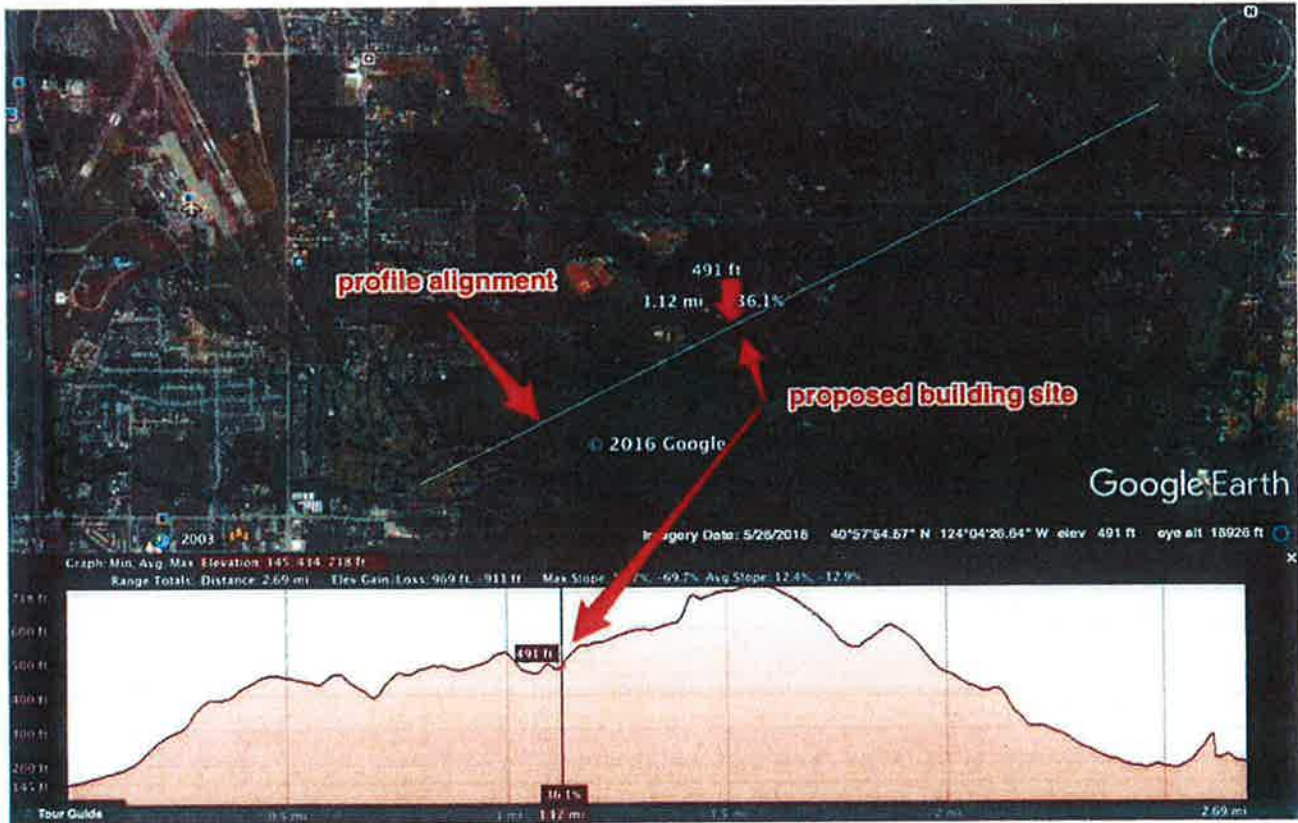 N
profile alignment
491 ft
1.12 mi 36.1%
proposed building site
© 2016 Google
Google Earth
2003
Imagery Date: 5/26/2016 40°57'54.67" N 124°04'26.64" W elev 491 ft eye alt 16926 ft
Graph: Min, Avg, Max Elevation: 145, 414, 718 ft
Range Totals: Distance: 2.69 mi Elev Gain/Loss: 969 ft, -911 ft Max Slope: -69.7% Avg Slope: 12.4%, -12.9%
718 ft
600 ft
491 ft
500 ft
400 ft
300 ft
200 ft
145 ft
36.1%
Tour Guide 0.5 mi 1 mi 1.12 mi 1.5 mi 2 mi 2.69 mi